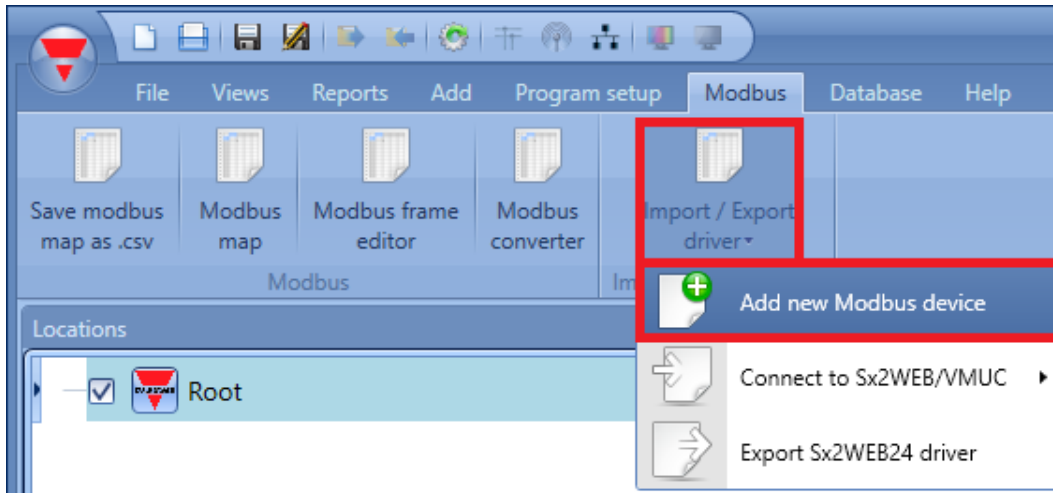 File Views Reports Add Program setup Modbus Database Help
Save modbus map as .csv
Modbus map
Modbus frame editor
Modbus converter
Import / Export driver
Modbus
Im
Add new Modbus device
Locations
Connect to Sx2WEB/VMUC
Root
Export Sx2WEB24 driver